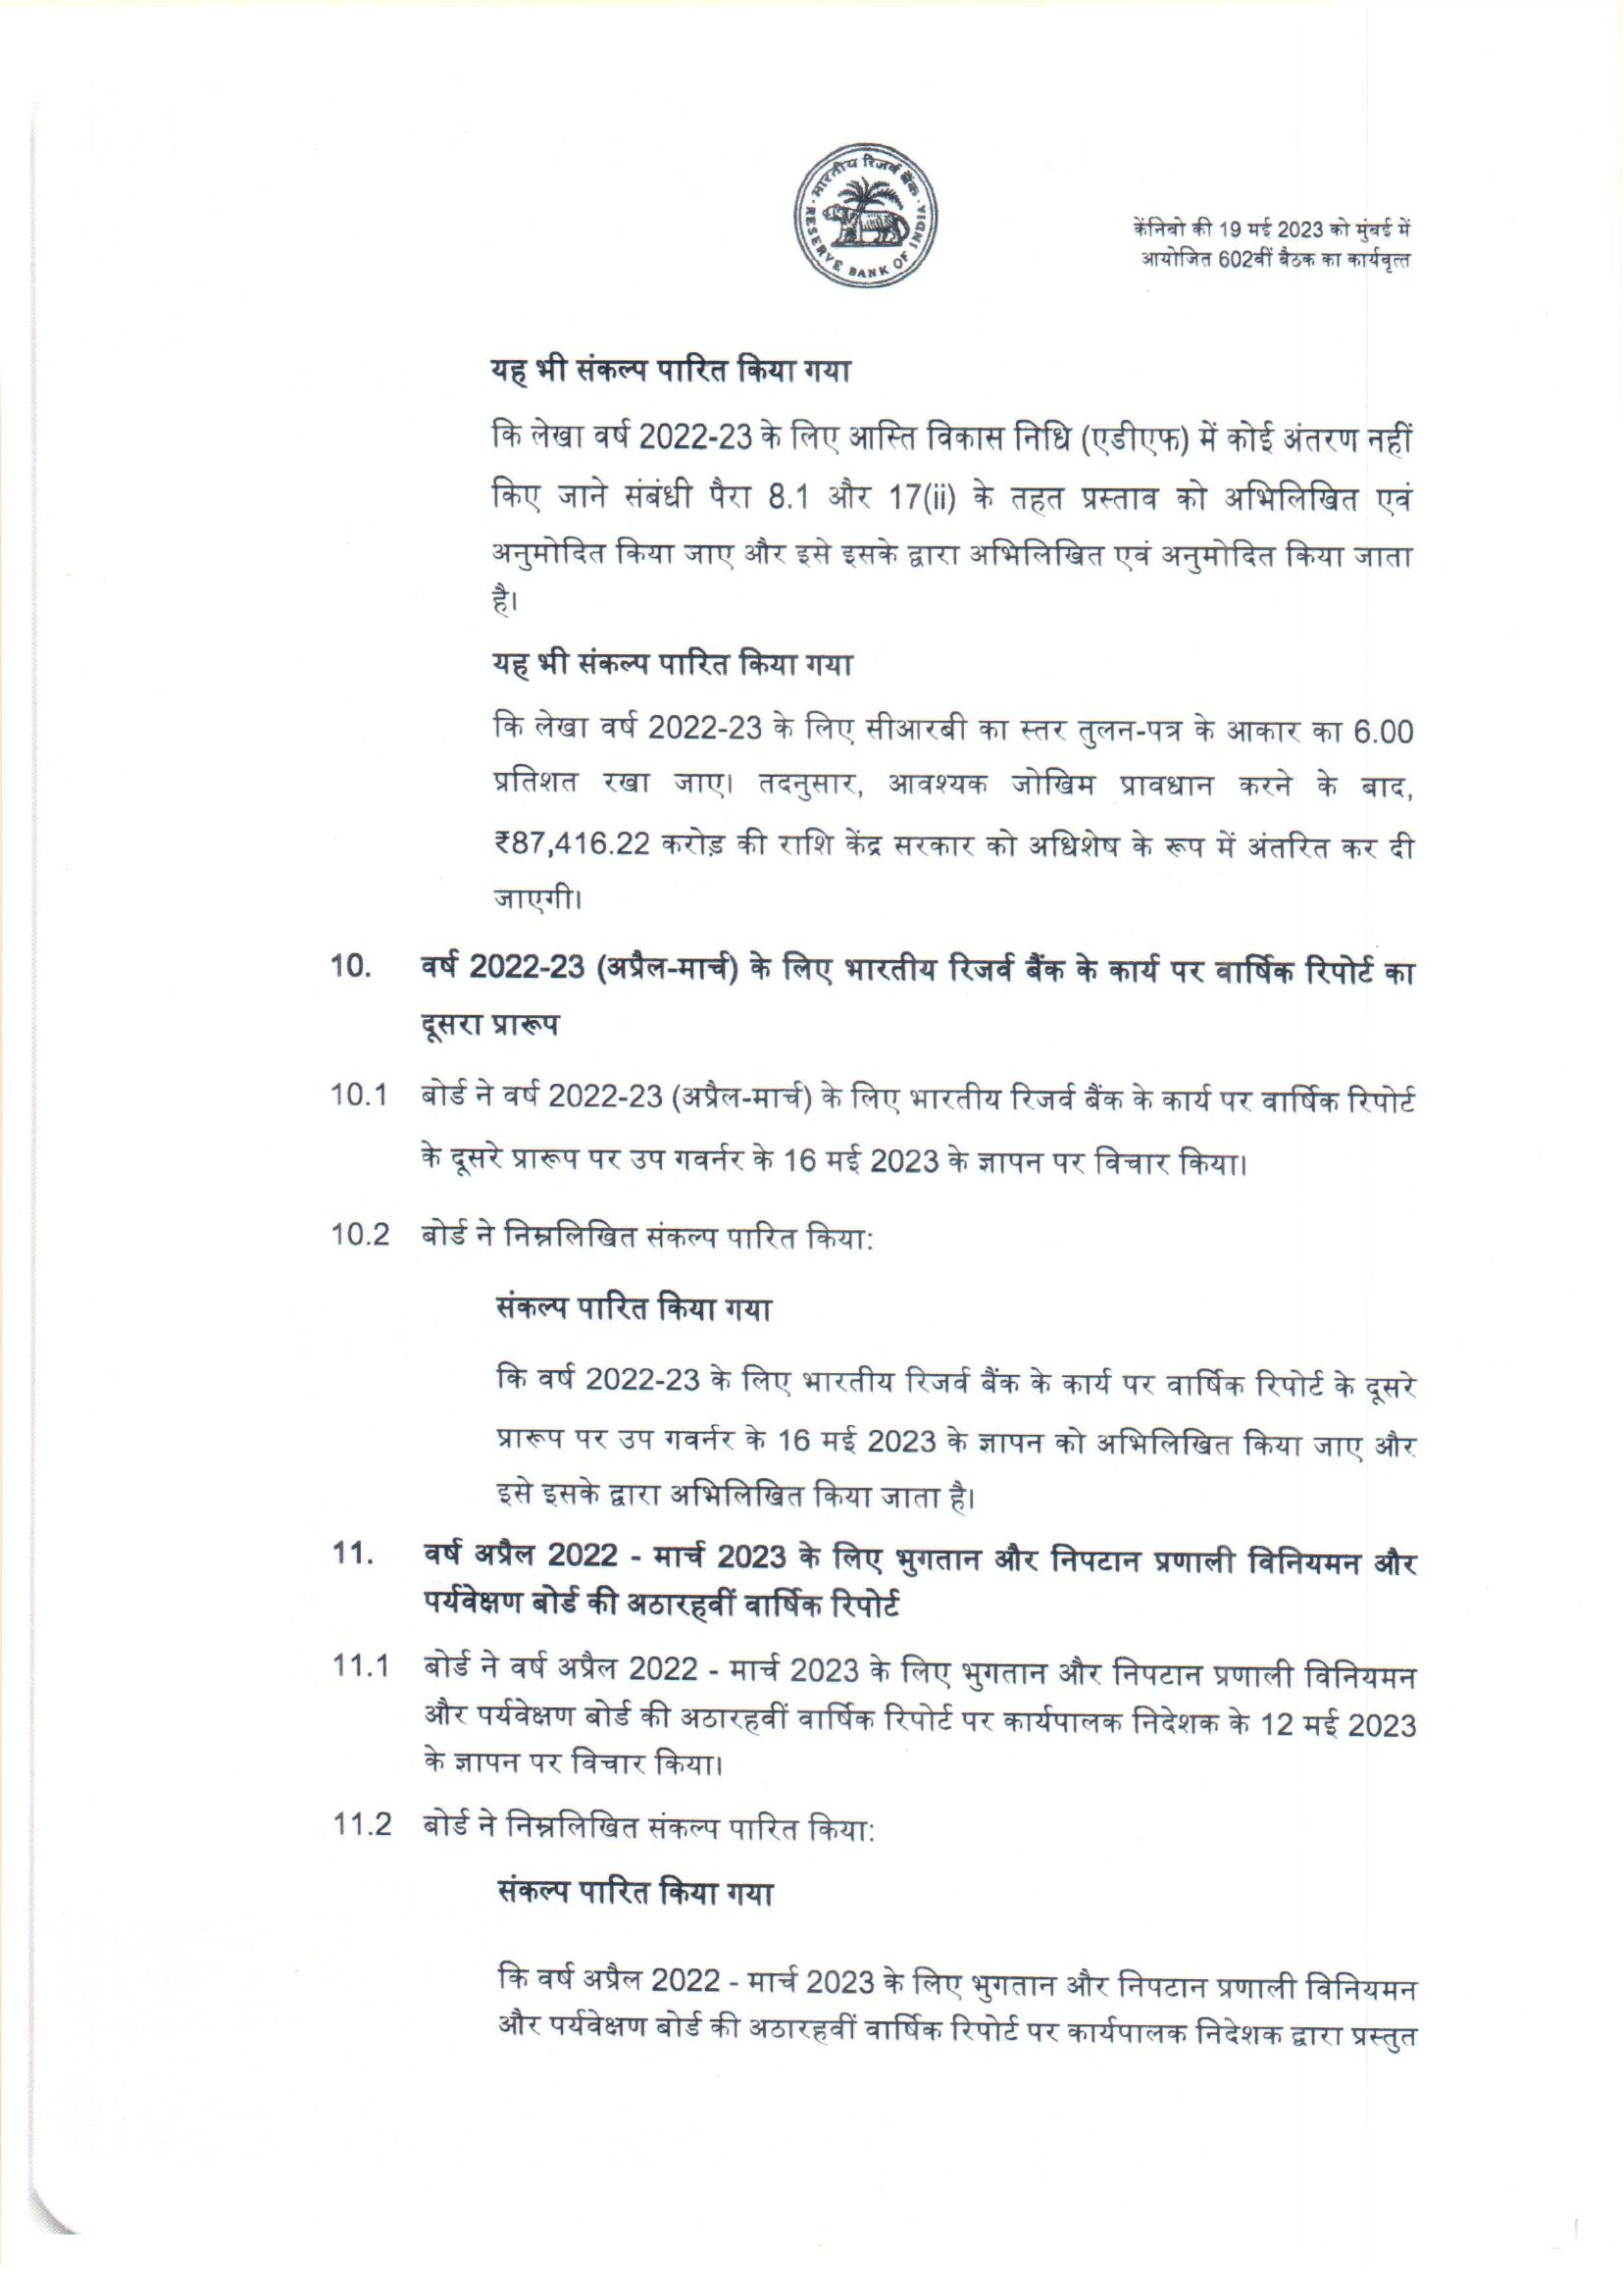 भारतीय रिज़र्व बैंक
RESERVE BANK OF INDIA
केंनिबो की 19 मई 2023 को मुंबई में
आयोजित 602वीं बैठक का कार्यवृत्त
यह भी संकल्प पारित किया गया
कि लेखा वर्ष 2022-23 के लिए आस्ति विकास निधि (एडीएफ) में कोई अंतरण नहीं
किए जाने संबंधी पैरा 8.1 और 17(ii) के तहत प्रस्ताव को अभिलिखित एवं
अनुमोदित किया जाए और इसे इसके द्वारा अभिलिखित एवं अनुमोदित किया जाता
है।
यह भी संकल्प पारित किया गया
कि लेखा वर्ष 2022-23 के लिए सीआरबी का स्तर तुलन-पत्र के आकार का 6.00
प्रतिशत रखा जाए। तदनुसार, आवश्यक जोखिम प्रावधान करने के बाद,
₹87,416.22 करोड़ की राशि केंद्र सरकार को अधिशेष के रूप में अंतरित कर दी
जाएगी।
10. वर्ष 2022-23 (अप्रैल-मार्च) के लिए भारतीय रिजर्व बैंक के कार्य पर वार्षिक रिपोर्ट का
दूसरा प्रारूप
10.1 बोर्ड ने वर्ष 2022-23 (अप्रैल-मार्च) के लिए भारतीय रिजर्व बैंक के कार्य पर वार्षिक रिपोर्ट
के दूसरे प्रारूप पर उप गवर्नर के 16 मई 2023 के ज्ञापन पर विचार किया।
10.2 बोर्ड ने निम्नलिखित संकल्प पारित किया:
संकल्प पारित किया गया
कि वर्ष 2022-23 के लिए भारतीय रिजर्व बैंक के कार्य पर वार्षिक रिपोर्ट के दूसरे
प्रारूप पर उप गवर्नर के 16 मई 2023 के ज्ञापन को अभिलिखित किया जाए और
इसे इसके द्वारा अभिलिखित किया जाता है।
11. वर्ष अप्रैल 2022 - मार्च 2023 के लिए भुगतान और निपटान प्रणाली विनियमन और
पर्यवेक्षण बोर्ड की अठारहवीं वार्षिक रिपोर्ट
11.1 बोर्ड ने वर्ष अप्रैल 2022 - मार्च 2023 के लिए भुगतान और निपटान प्रणाली विनियमन
और पर्यवेक्षण बोर्ड की अठारहवीं वार्षिक रिपोर्ट पर कार्यपालक निदेशक के 12 मई 2023
के ज्ञापन पर विचार किया।
11.2 बोर्ड ने निम्नलिखित संकल्प पारित किया:
संकल्प पारित किया गया
कि वर्ष अप्रैल 2022 - मार्च 2023 के लिए भुगतान और निपटान प्रणाली विनियमन
और पर्यवेक्षण बोर्ड की अठारहवीं वार्षिक रिपोर्ट पर कार्यपालक निदेशक द्वारा प्रस्तुत